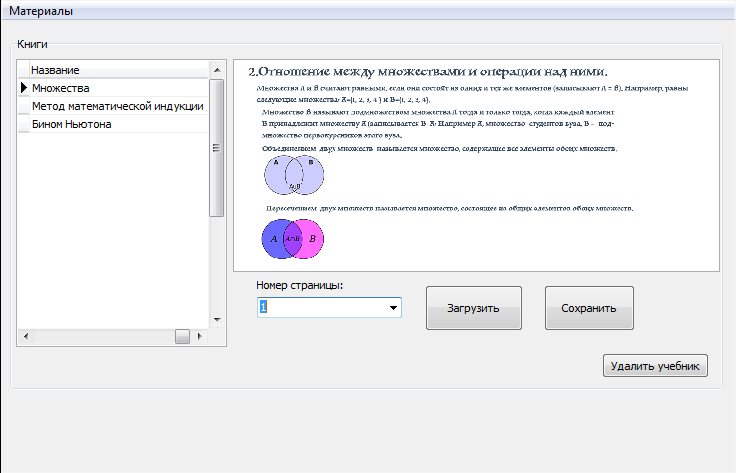 Материалы
Книги
Название
Множества
Метод математической индукции
Бином Ньютона
2.Отношение между множествами и операции над ними.
Множества A и B считают равными, если они состоят из одних и тех же элементов (записывают A = B). Например, равны
следующие множества: A={1, 2, 3, 4 } и B={1, 2, 3, 4}.
Множество B называют подмножеством множества A тогда и только тогда, когда каждый элемент
B принадлежит множеству A (записывается B A) Например A, множество студентов вуза, B – под-
множество первокурсников этого вуза.
Объединением двух множеств называется множество, содержащее все элементы обоих множеств.
A B
A∪B
Пересечением двух множеств называется множество, состоящее из общих элементов обоих множеств.
A A∩B B
Номер страницы:
1
Загрузить
Сохранить
Удалить учебник